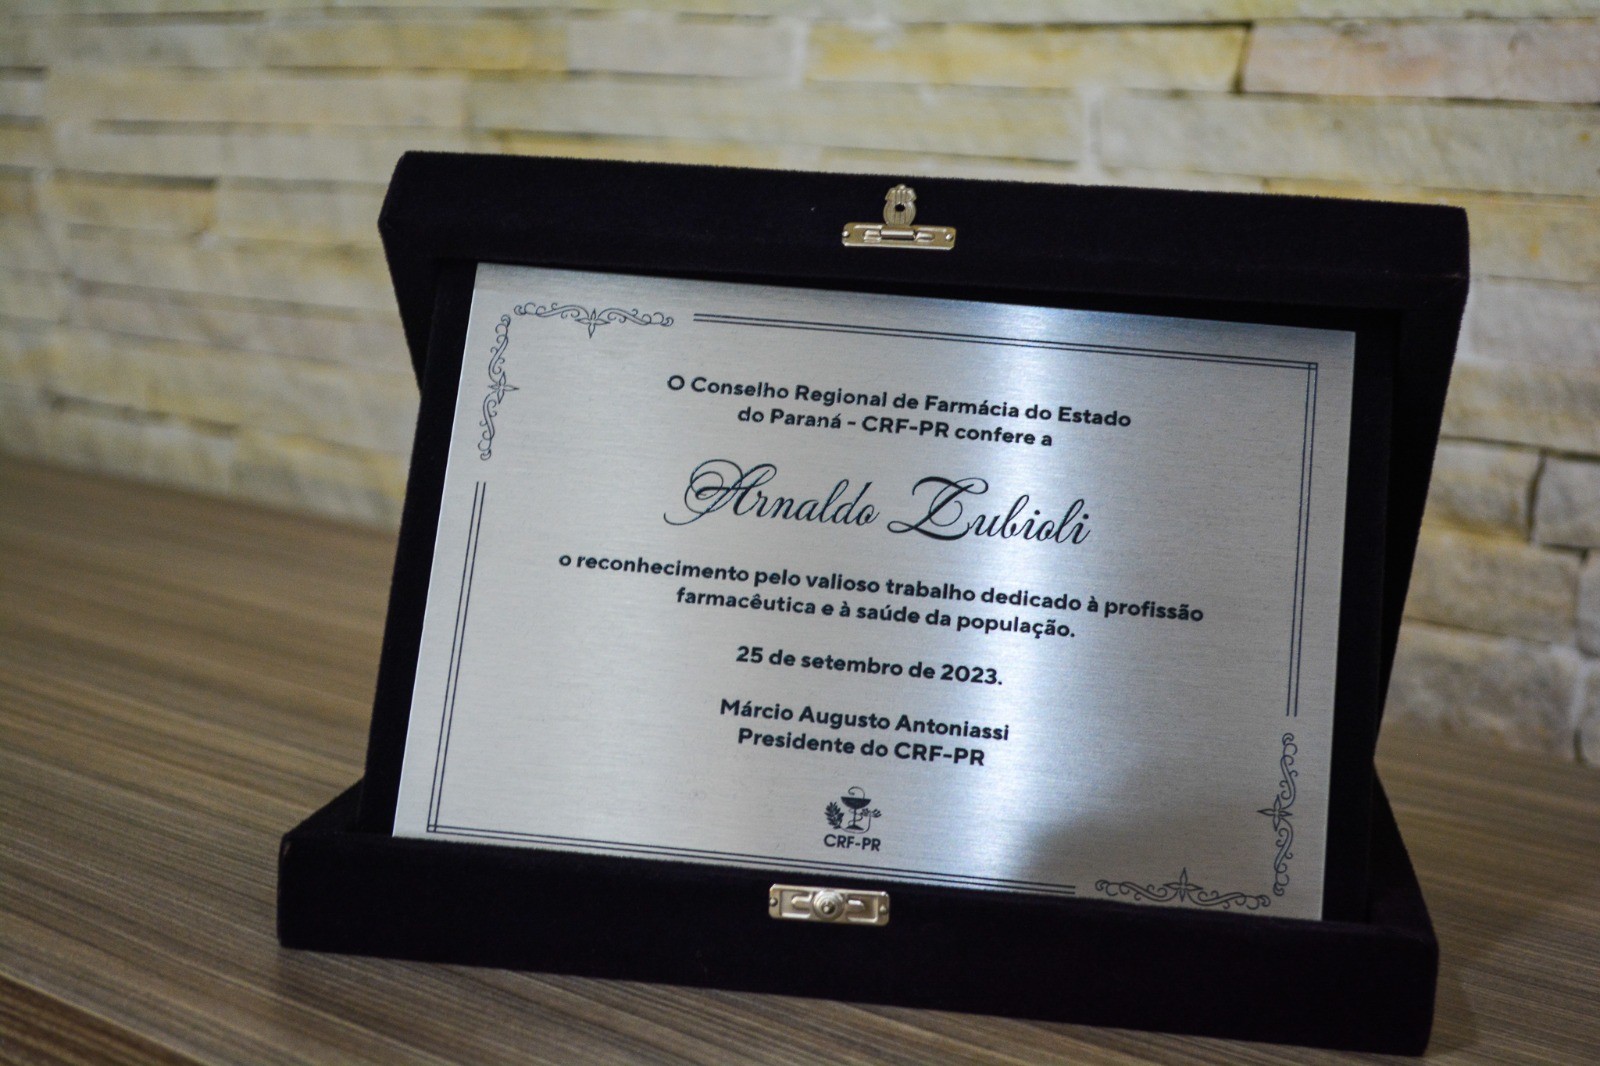 O Conselho Regional de Farmácia do Estado
do Paraná - CRF-PR confere a
Arnaldo Zubioli
o reconhecimento pelo valioso trabalho dedicado à profissão
farmacêutica e à saúde da população.
25 de setembro de 2023.
Márcio Augusto Antoniassi
Presidente do CRF-PR
CRF-PR